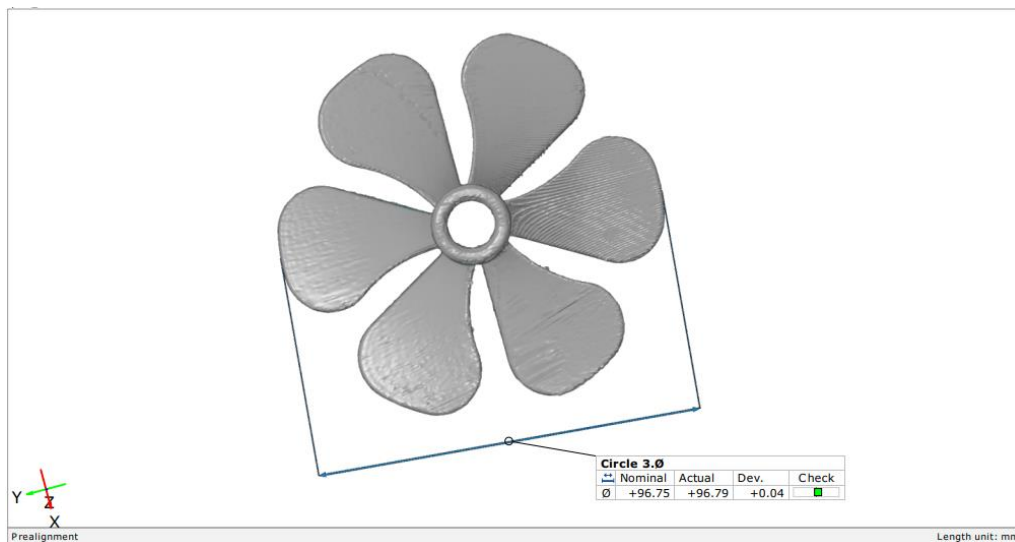 Circle 3.Ø
Nominal Actual Dev. Check
Ø +96.75 +96.79 +0.04
Y
Z
X
Prealignment Length unit: mm